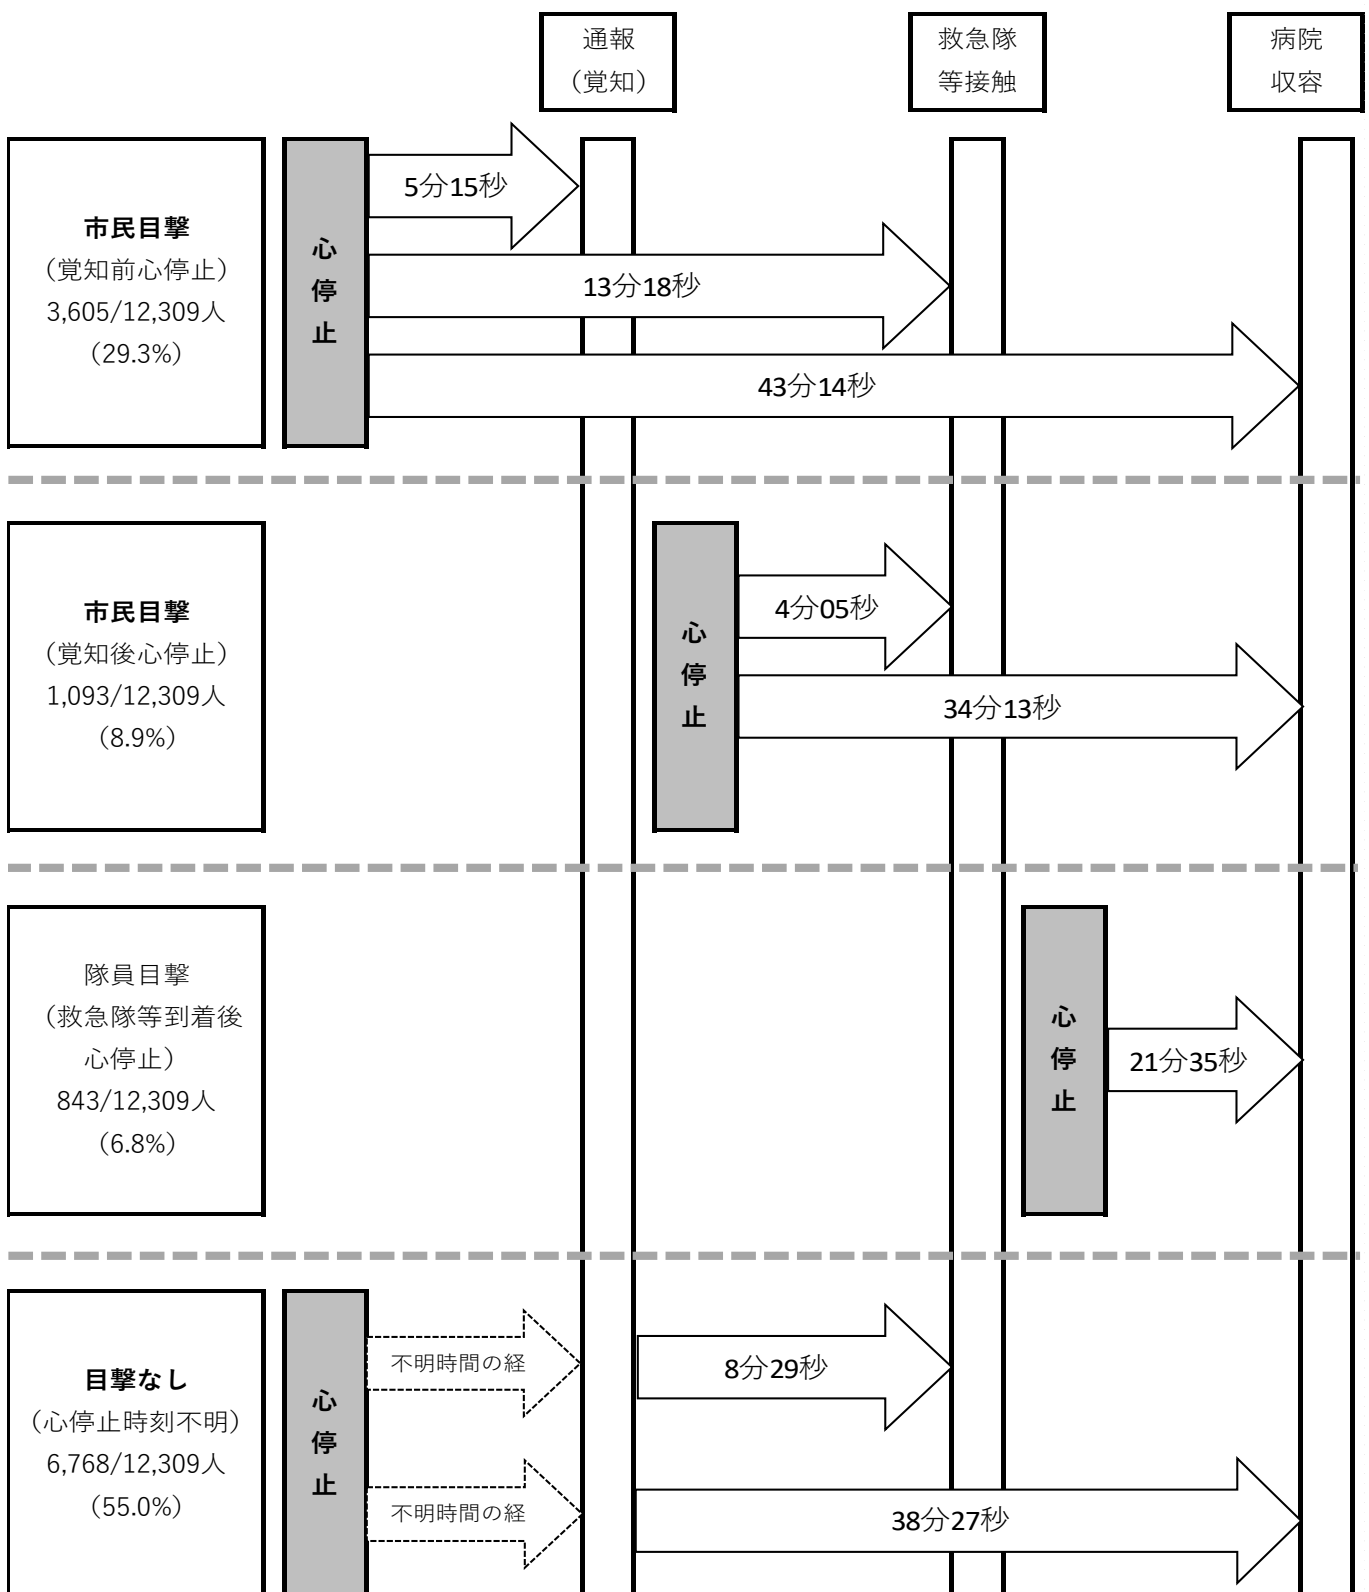 通報
（覚知）
救急隊
等接触
病院
収容
市民目撃
（覚知前心停止）
3,605/12,309人
（29.3%）
心
停
止
5分15秒
13分18秒
43分14秒
市民目撃
（覚知後心停止）
1,093/12,309人
（8.9%）
心
停
止
4分05秒
34分13秒
隊員目撃
（救急隊等到着後
心停止）
843/12,309人
（6.8%）
心
停
止
21分35秒
目撃なし
（心停止時刻不明）
6,768/12,309人
（55.0%）
心
停
止
不明時間の経
8分29秒
不明時間の経
38分27秒